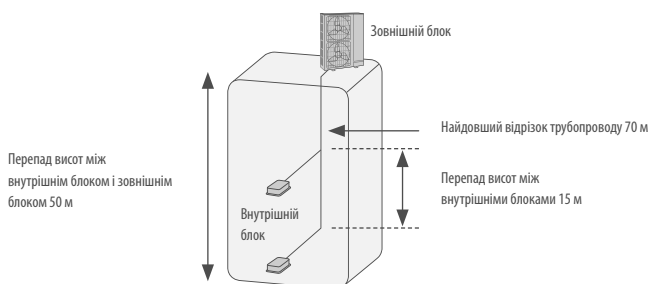 Зовнішній блок
Найдовший відрізок трубопроводу 70 м
Перепад висот між
внутрішнім блоком і зовнішнім
блоком 50 м
Перепад висот між
внутрішніми блоками 15 м
Внутрішній
блок